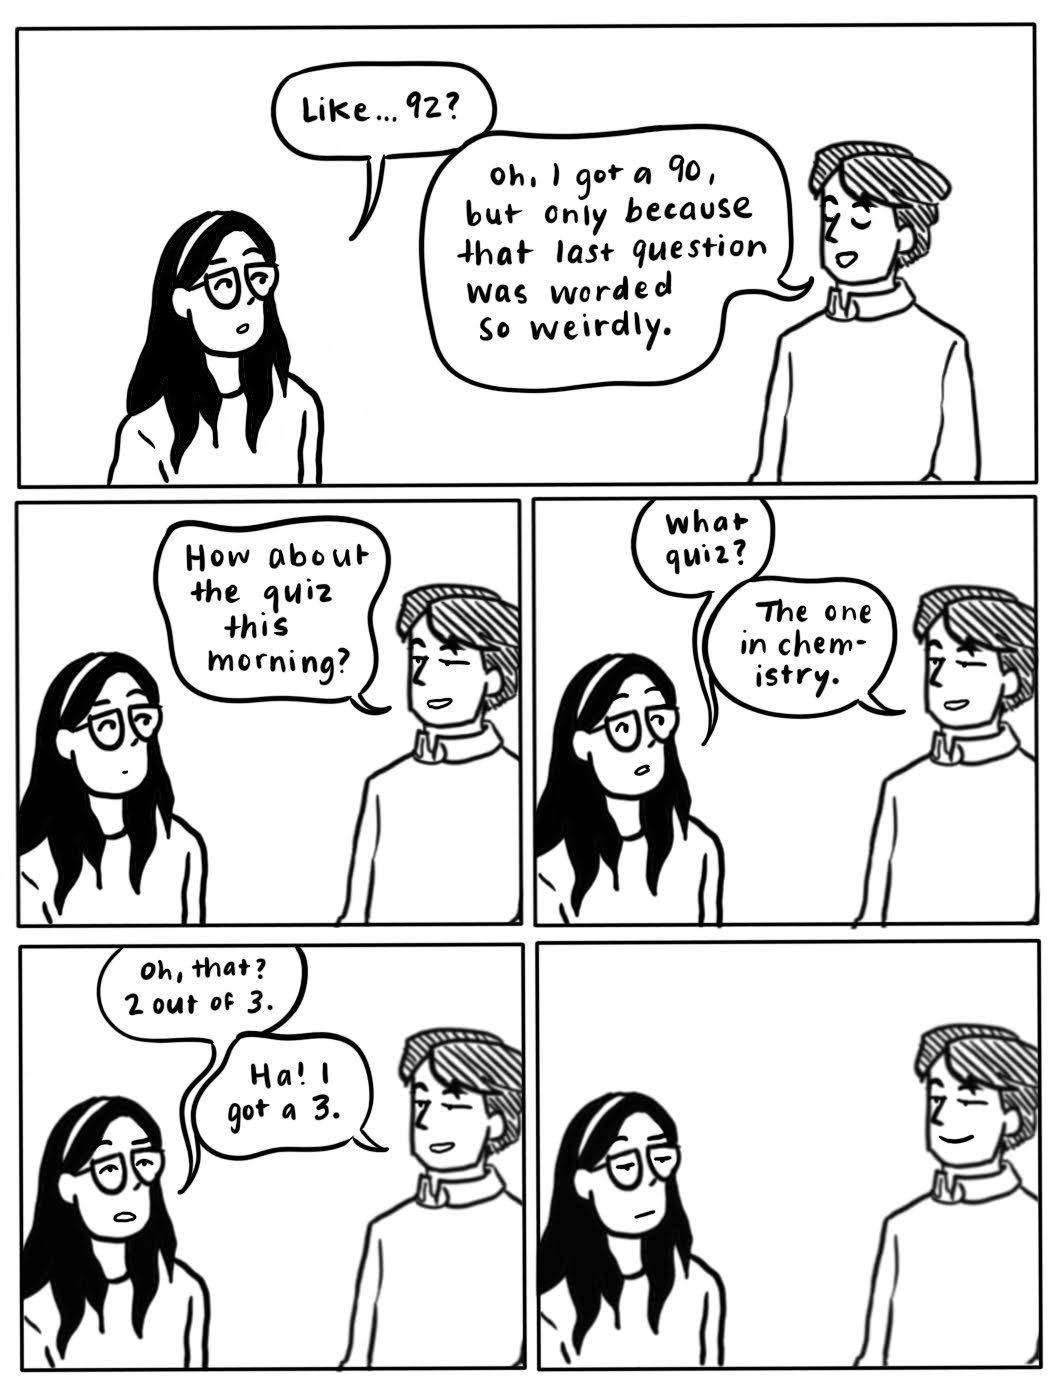 Like... 92?
Oh, I got a 90,
but only because
that last question
was worded
so weirdly.
How about
the quiz
this
morning?
What
quiz?
The one
in chem-
istry.
Oh, that?
2 out of 3.
Ha! I
got a 3.